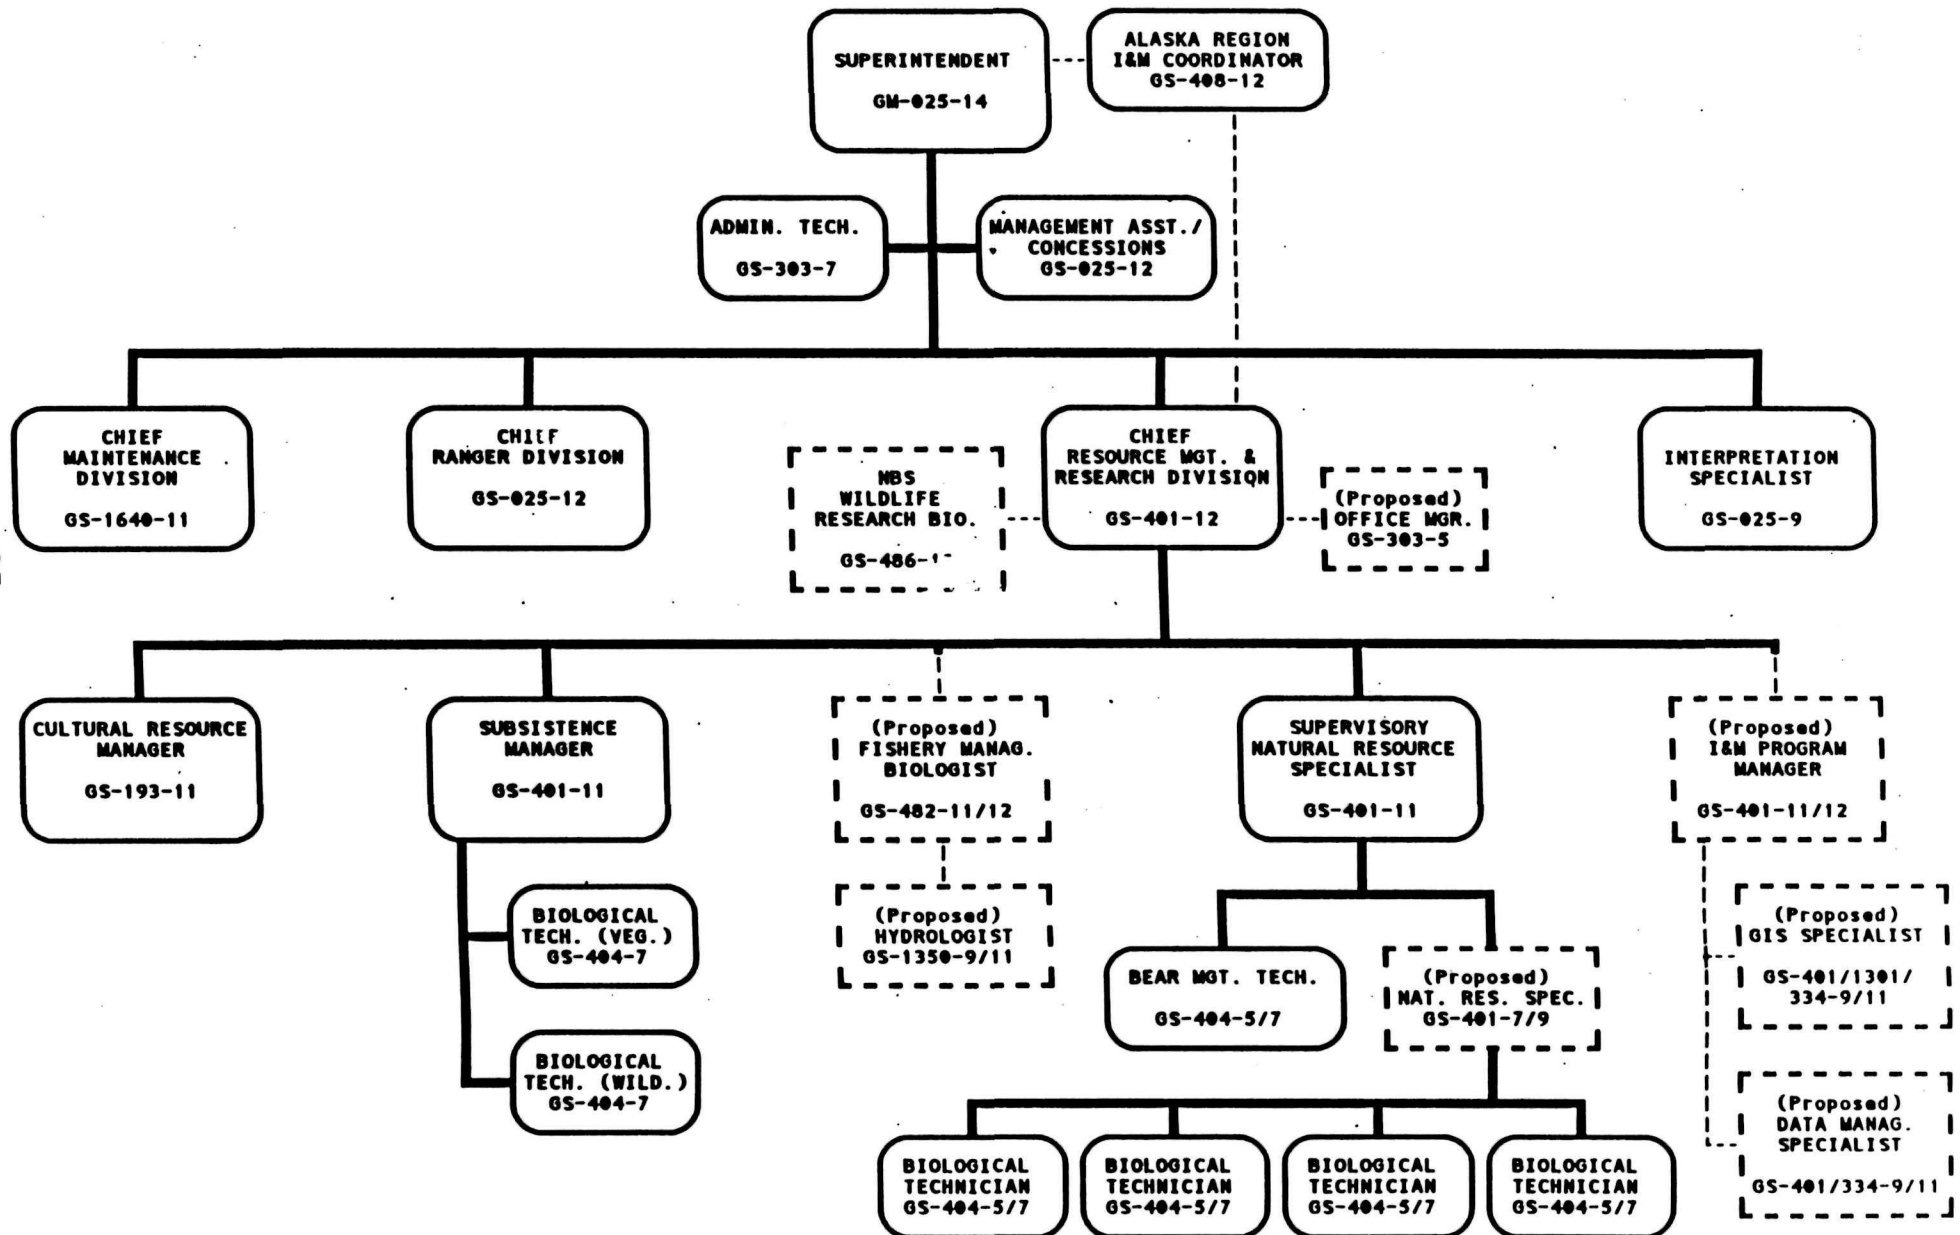 SUPERINTENDENT
GM-025-14
ALASKA REGION
I&M COORDINATOR
GS-408-12
ADMIN. TECH.
GS-303-7
MANAGEMENT ASST./
CONCESSIONS
GS-025-12
CHIEF
MAINTENANCE
DIVISION
GS-1640-11
CHIEF
RANGER DIVISION
GS-025-12
NBS
WILDLIFE
RESEARCH BIO.
CHIEF
RESOURCE MGT. &
RESEARCH DIVISION
GS-401-12
(Proposed)
OFFICE MGR.
GS-303-5
INTERPRETATION
SPECIALIST
GS-025-9
CULTURAL RESOURCE
MANAGER
GS-193-11
SUBSISTENCE
MANAGER
GS-401-11
(Proposed)
FISHERY MANAG.
BIOLOGIST
GS-482-11/12
SUPERVISORY
NATURAL RESOURCE
SPECIALIST
GS-401-11
(Proposed)
I&M PROGRAM
MANAGER
GS-401-11/12
BIOLOGICAL
TECH. (VEG.)
GS-404-7
(Proposed)
HYDROLOGIST
GS-1350-9/11
BEAR MGT. TECH.
GS-404-5/7
(Proposed)
NAT. RES. SPEC.
GS-401-7/9
(Proposed)
GIS SPECIALIST
GS-401/1301/
334-9/11
BIOLOGICAL
TECH. (WILD.)
GS-404-7
(Proposed)
DATA MANAG.
SPECIALIST
GS-401/334-9/11
BIOLOGICAL
TECHNICIAN
GS-404-5/7
BIOLOGICAL
TECHNICIAN
GS-404-5/7
BIOLOGICAL
TECHNICIAN
GS-404-5/7
BIOLOGICAL
TECHNICIAN
GS-404-5/7